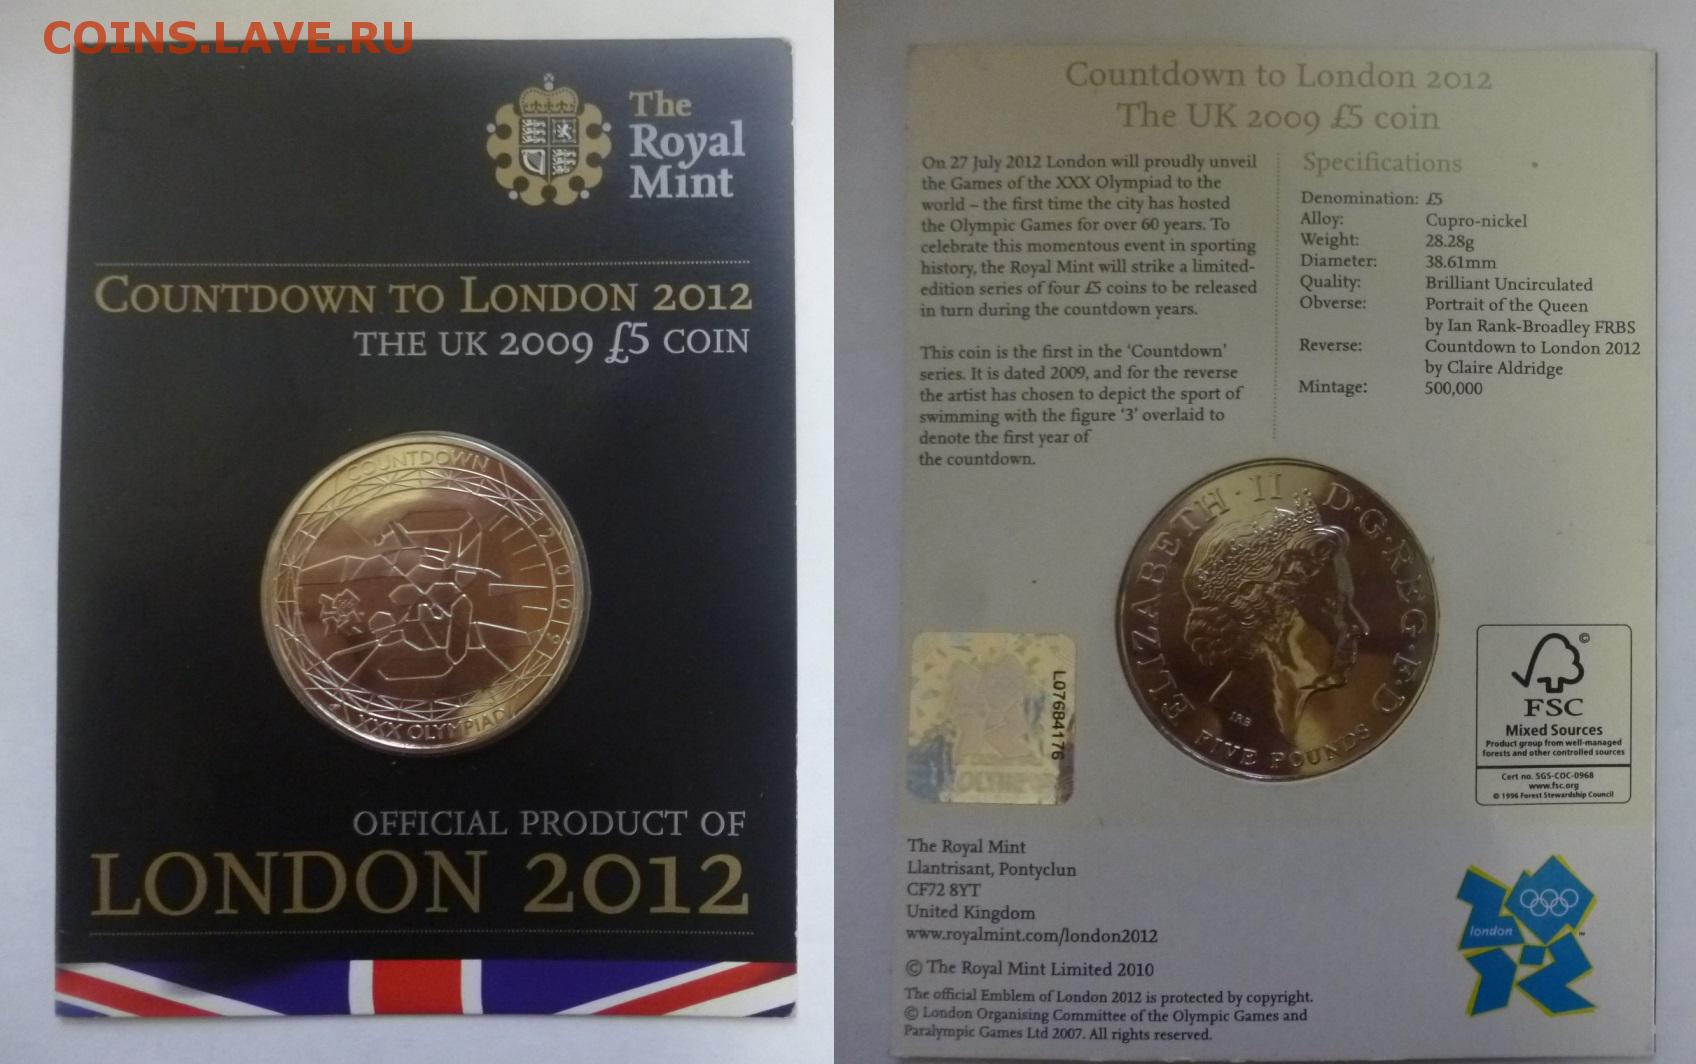 COINS.LAVE.RU
The
Royal
Mint
COUNTDOWN TO LONDON 2012
THE UK 2009 £5 COIN
COUNTDOWN
2009
XXX OLYMPIAD
OFFICIAL PRODUCT OF
LONDON 2012
Countdown to London 2012
The UK 2009 £5 coin
On 27 July 2012 London will proudly unveil
the Games of the XXX Olympiad to the
world – the first time the city has hosted
the Olympic Games for over 60 years. To
celebrate this momentous event in sporting
history, the Royal Mint will strike a limited-
edition series of four £5 coins to be released
in turn during the countdown years.
This coin is the first in the ‘Countdown’
series. It is dated 2009, and for the reverse
the artist has chosen to depict the sport of
swimming with the figure ‘3’ overlaid to
denote the first year of
the countdown.
Specifications
Denomination: £5
Alloy: Cupro-nickel
Weight: 28.28g
Diameter: 38.61mm
Quality: Brilliant Uncirculated
Obverse: Portrait of the Queen
by Ian Rank-Broadley FRBS
Reverse: Countdown to London 2012
by Claire Aldridge
Mintage: 500,000
ELIZABETH · II D·G·REG·F·D
IRB
FIVE POUNDS
L07684176
©
FSC
Mixed Sources
Product group from well-managed
forests and other controlled sources
Cert no. SGS-COC-0968
www.fsc.org
© 1996 Forest Stewardship Council
The Royal Mint
Llantrisant, Pontyclun
CF72 8YT
United Kingdom
www.royalmint.com/london2012
© The Royal Mint Limited 2010
The official Emblem of London 2012 is protected by copyright.
© London Organising Committee of the Olympic Games and
Paralympic Games Ltd 2007. All rights reserved.
london